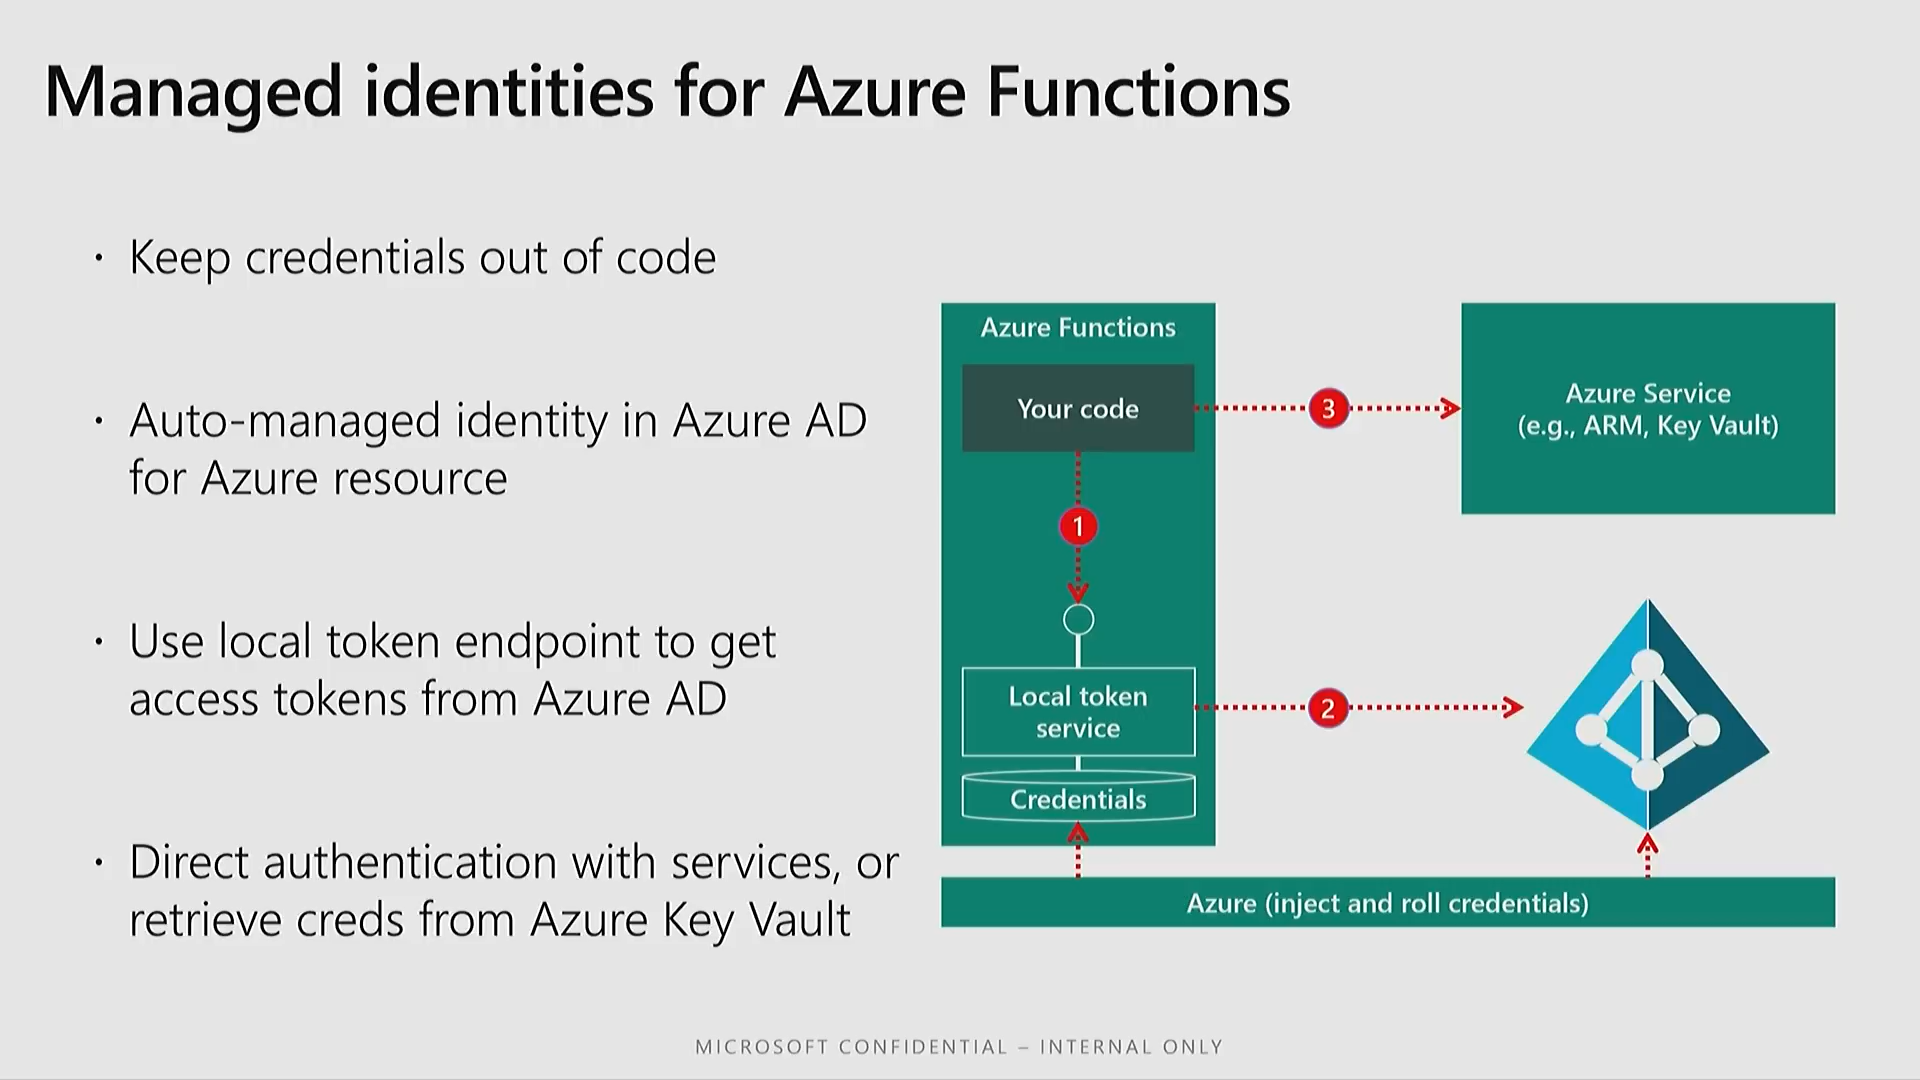 Managed identities for Azure Functions
· Keep credentials out of code
· Auto-managed identity in Azure AD
for Azure resource
· Use local token endpoint to get
access tokens from Azure AD
· Direct authentication with services, or
retrieve creds from Azure Key Vault
Azure Functions
Your code
1
Local token
service
Credentials
3
Azure Service
(e.g., ARM, Key Vault)
2
Azure (inject and roll credentials)
MICROSOFT CONFIDENTIAL – INTERNAL ONLY